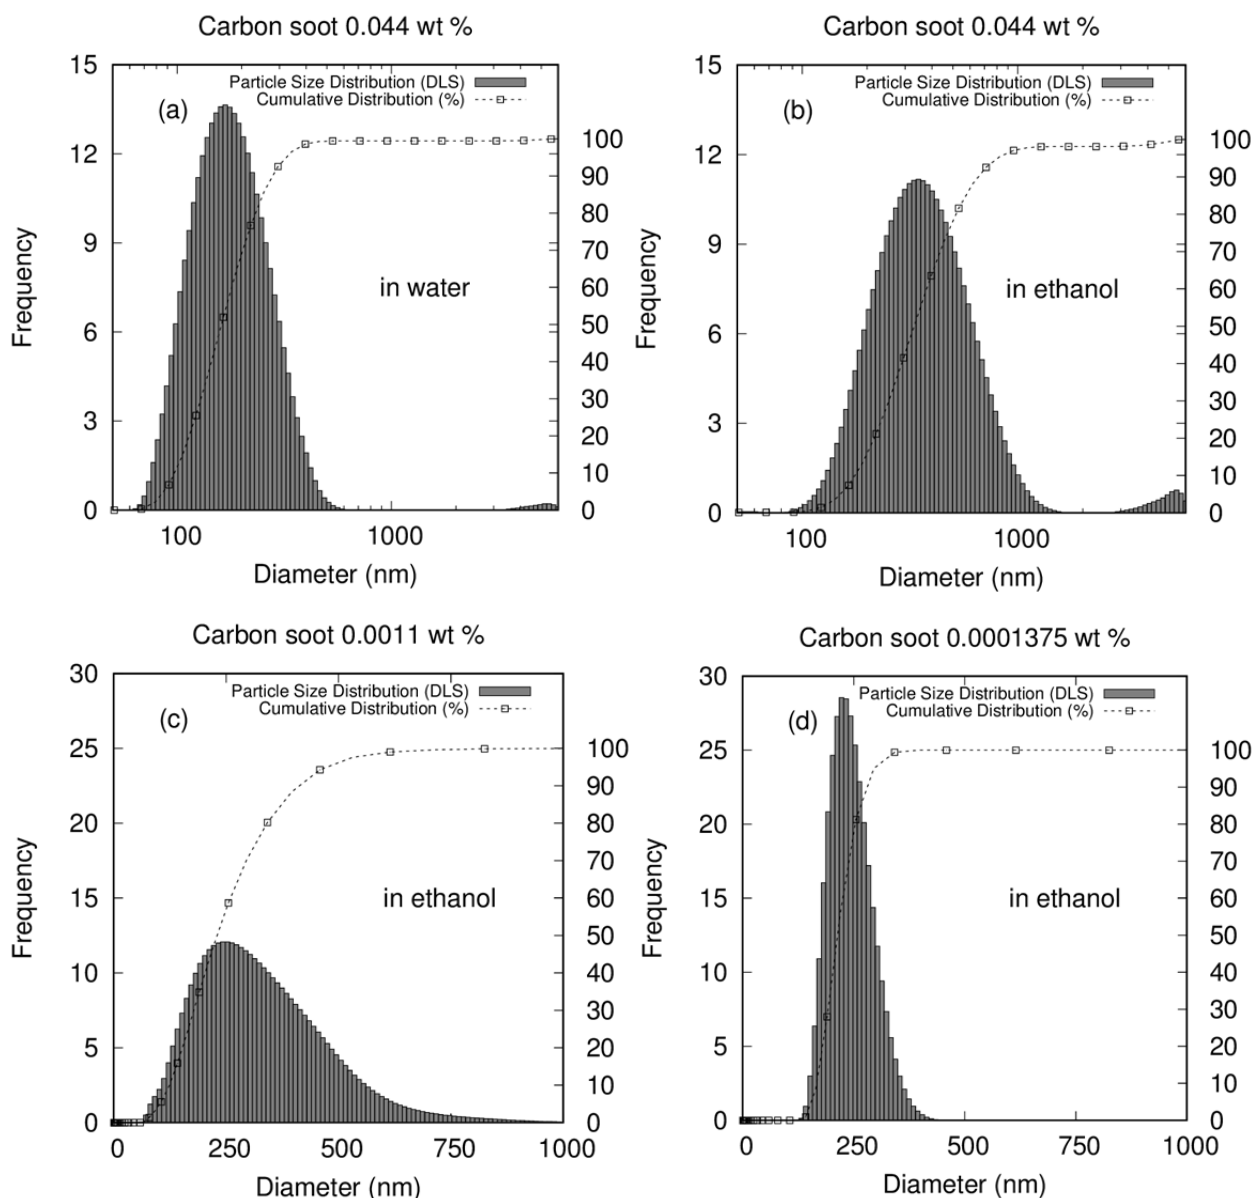 Carbon soot 0.044 wt %
15
12
9
6
3
0
Frequency
(a)
Particle Size Distribution (DLS)
Cumulative Distribution (%)
in water
100
90
80
70
60
50
40
30
20
10
0
100 1000
Diameter (nm)
Carbon soot 0.044 wt %
15
12
9
6
3
0
Frequency
(b)
Particle Size Distribution (DLS)
Cumulative Distribution (%)
in ethanol
100
90
80
70
60
50
40
30
20
10
0
100 1000
Diameter (nm)
Carbon soot 0.0011 wt %
30
25
20
15
10
5
0
Frequency
(c)
Particle Size Distribution (DLS)
Cumulative Distribution (%)
in ethanol
100
90
80
70
60
50
40
30
20
10
0
0 250 500 750 1000
Diameter (nm)
Carbon soot 0.0001375 wt %
30
25
20
15
10
5
0
Frequency
(d)
Particle Size Distribution (DLS)
Cumulative Distribution (%)
in ethanol
100
90
80
70
60
50
40
30
20
10
0
0 250 500 750 1000
Diameter (nm)